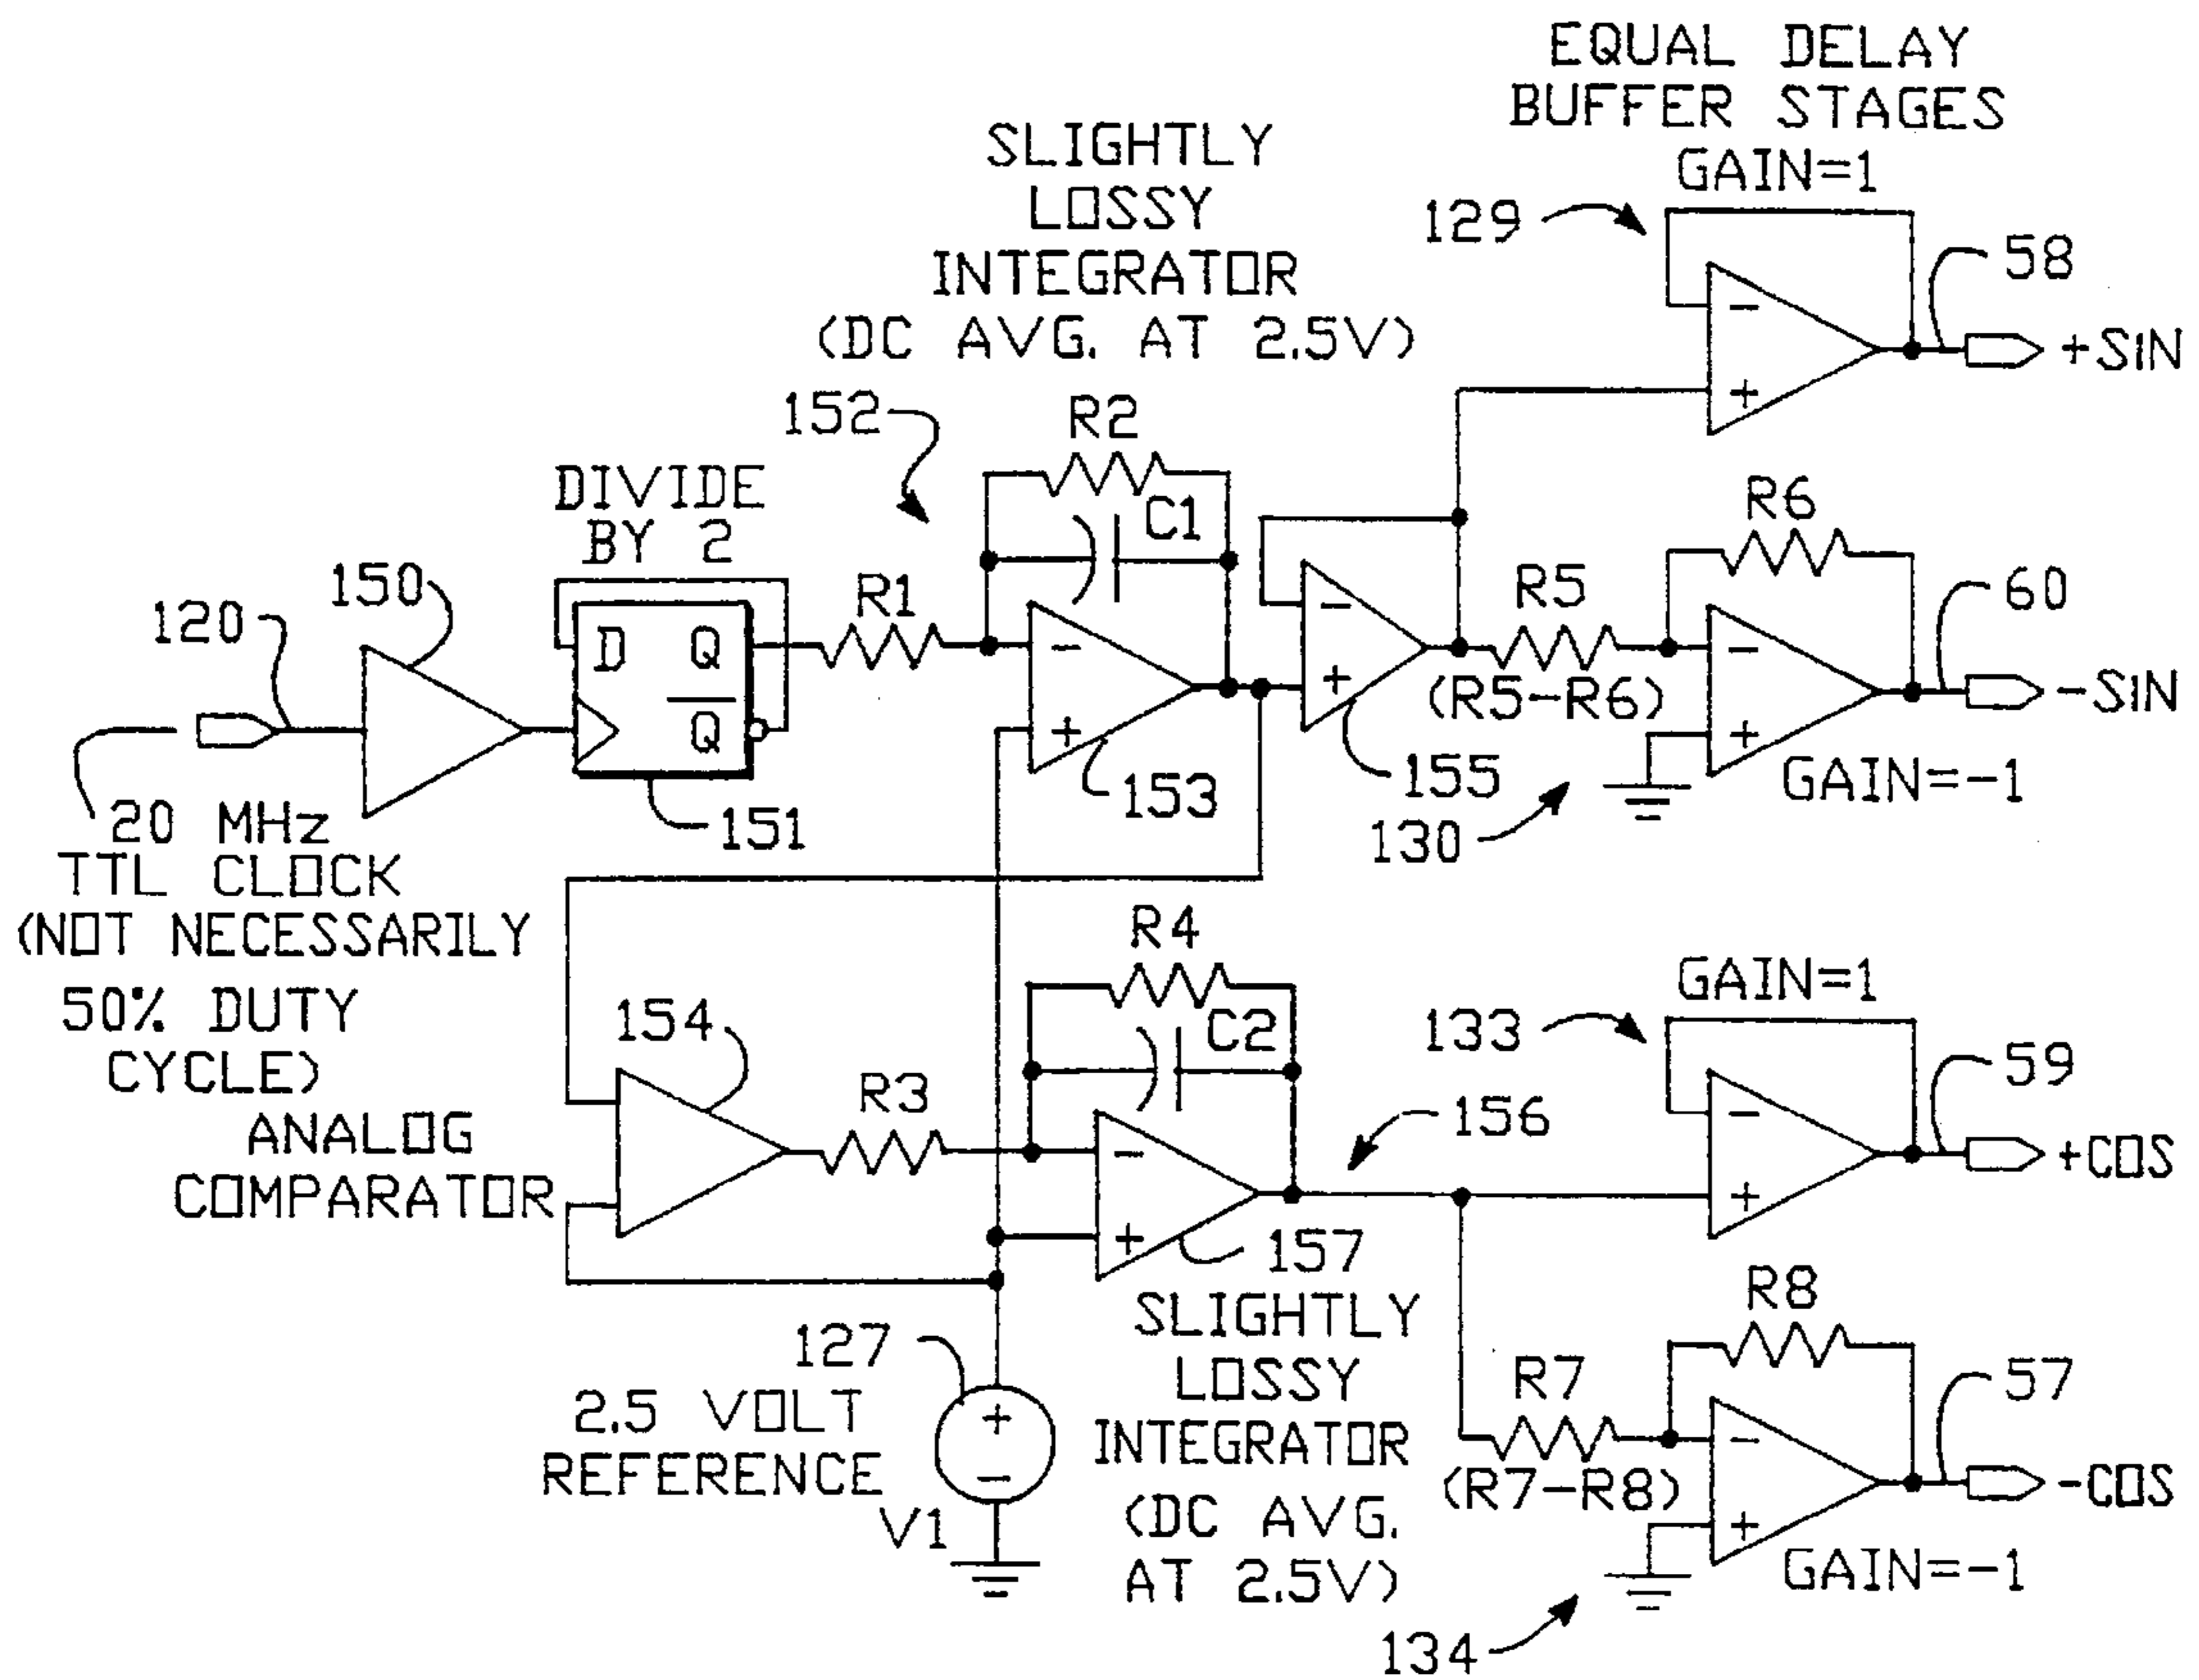 EQUAL DELAY
BUFFER STAGES
GAIN=1
SLIGHTLY
LOSSY
INTEGRATOR
(DC AVG. AT 2.5V)
129
58
+SIN
152
R2
C1
DIVIDE
BY 2
R6
150
120
R1
R5
60
D Q
Q
(R5-R6)
-SIN
153
155
GAIN=-1
151
130
20 MHz
TTL CLOCK
(NOT NECESSARILY
50% DUTY
CYCLE)
R4
GAIN=1
154
C2
133
59
R3
ANALOG
COMPARATOR
156
+COS
157
SLIGHTLY
LOSSY
INTEGRATOR
(DC AVG.
AT 2.5V)
R8
127
2.5 VOLT
REFERENCE
V1
R7
57
(R7-R8)
-COS
GAIN=-1
134
- + - + - + - + - + - + - + - +